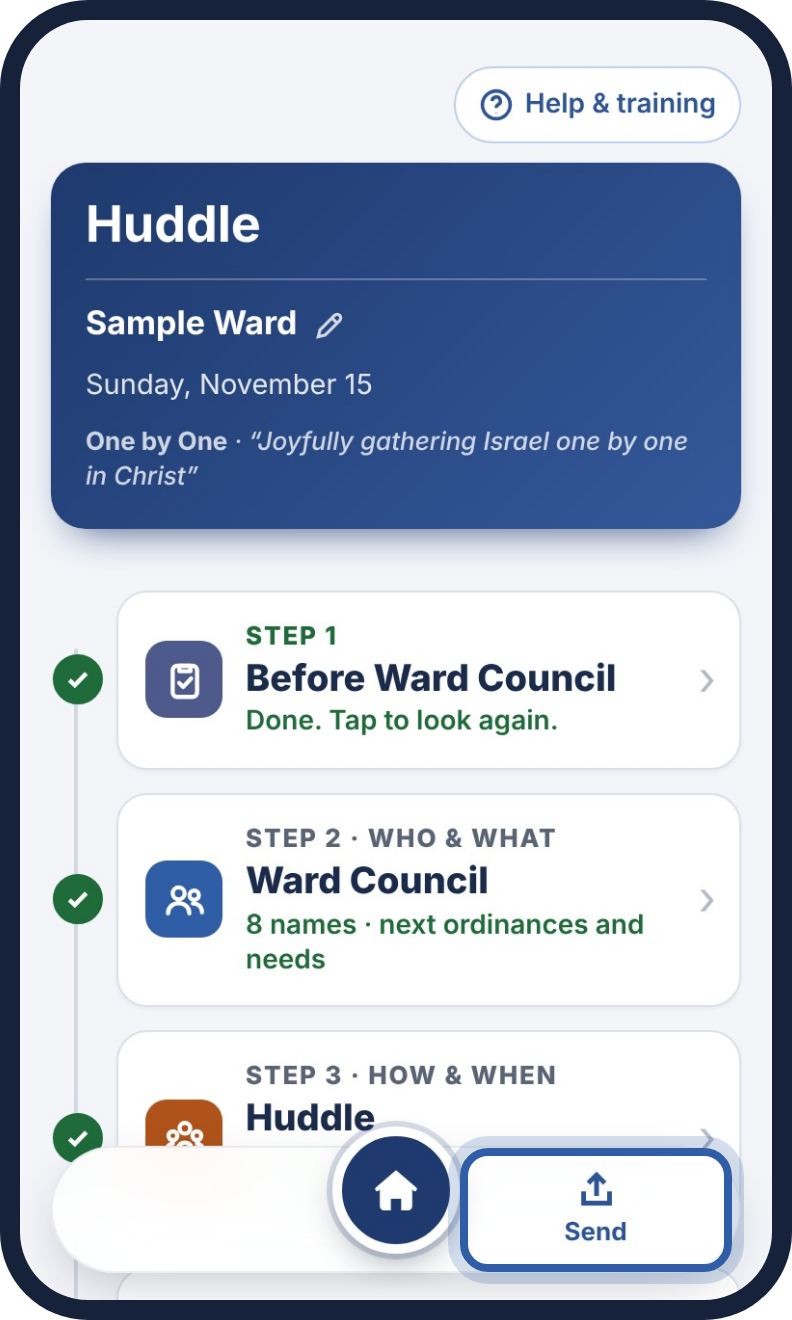 Help & training
Huddle
Sample Ward
Sunday, November 15
One by One · “Joyfully gathering Israel one by one
in Christ”
STEP 1
Before Ward Council
Done. Tap to look again.
STEP 2 · WHO & WHAT
Ward Council
8 names · next ordinances and
needs
STEP 3 · HOW & WHEN
Huddle
Send